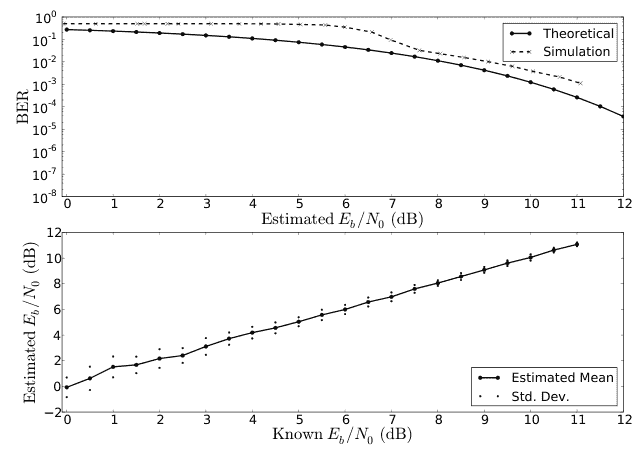 10^0
10^-1
10^-2
10^-3
10^-4
10^-5
10^-6
10^-7
10^-8
BER
Theoretical
Simulation
0 1 2 3 4 5 6 7 8 9 10 11 12
Estimated E_b/N_0 (dB)
12
10
8
6
4
2
0
−2
Estimated E_b/N_0 (dB)
Estimated Mean
Std. Dev.
0 1 2 3 4 5 6 7 8 9 10 11 12
Known E_b/N_0 (dB)